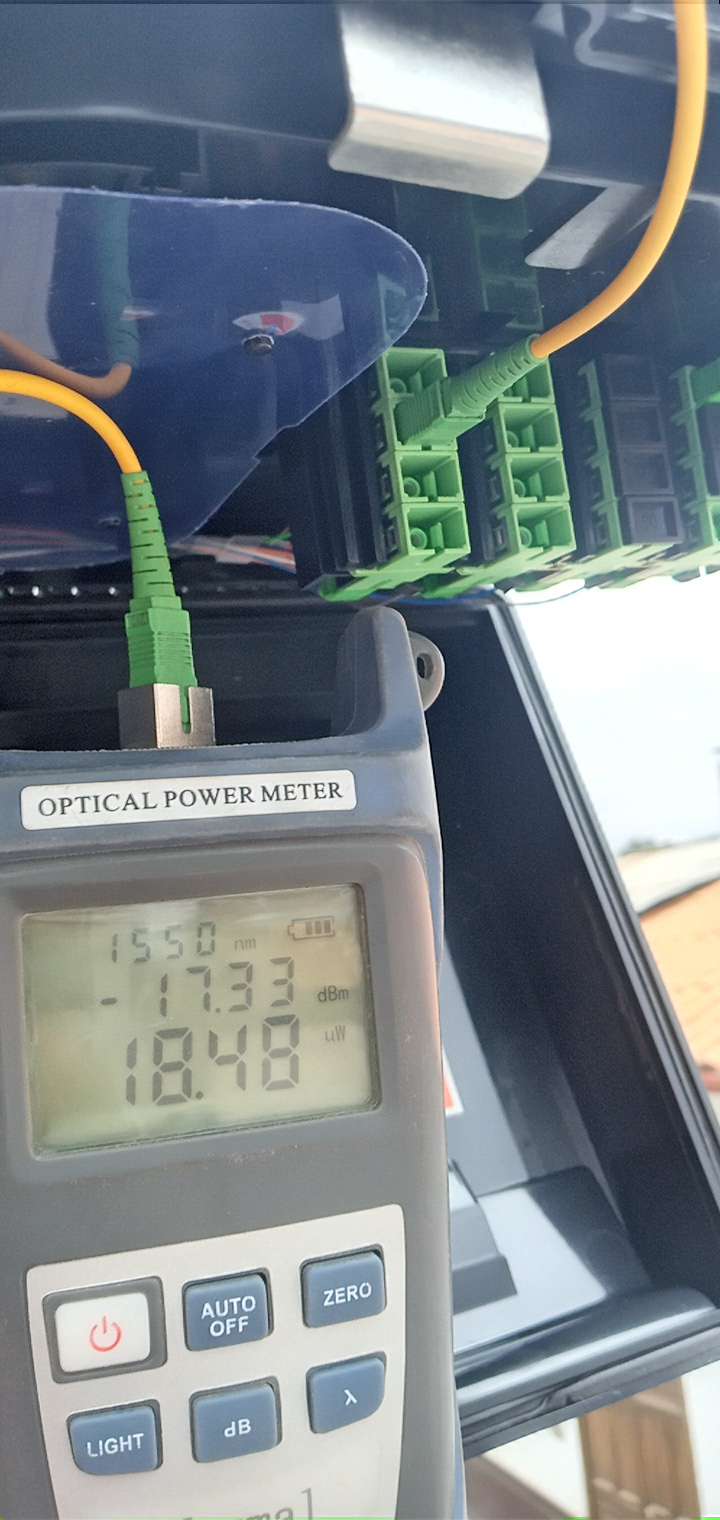 OPTICAL POWER METER
1550 nm
-17.33 dBm
18.48 uW
AUTO OFF
ZERO
LIGHT
dB
λ